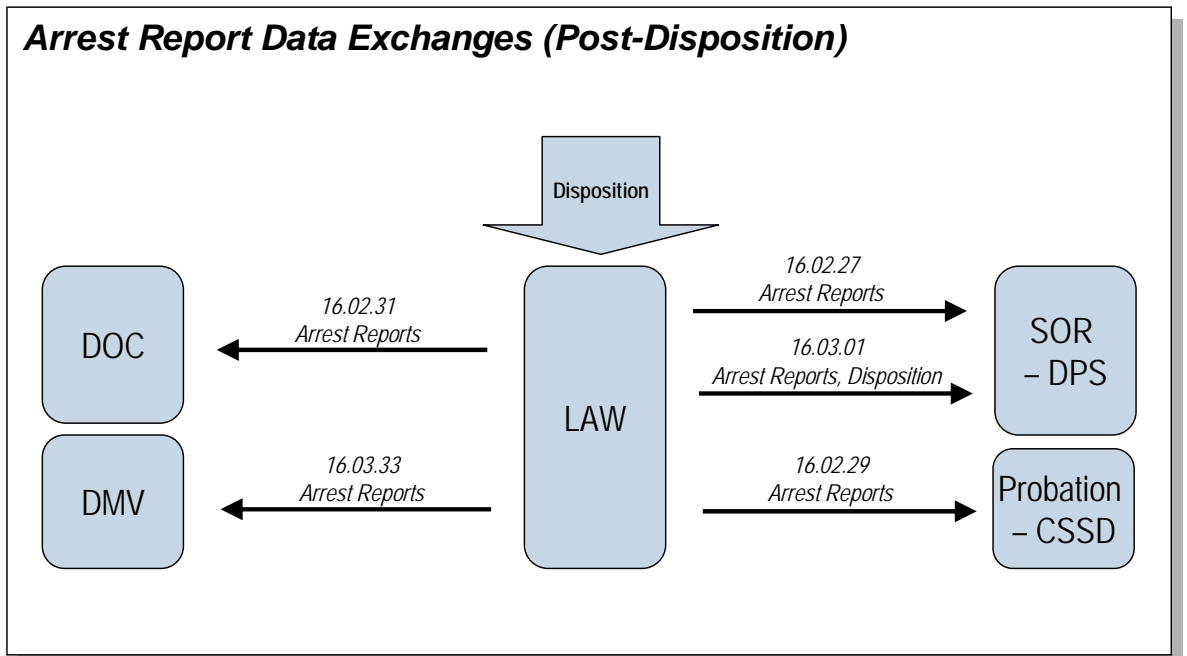 Arrest Report Data Exchanges (Post-Disposition)
Disposition
DOC
16.02.31
Arrest Reports
DMV
16.03.33
Arrest Reports
LAW
16.02.27
Arrest Reports
16.03.01
Arrest Reports, Disposition
SOR
– DPS
16.02.29
Arrest Reports
Probation
– CSSD